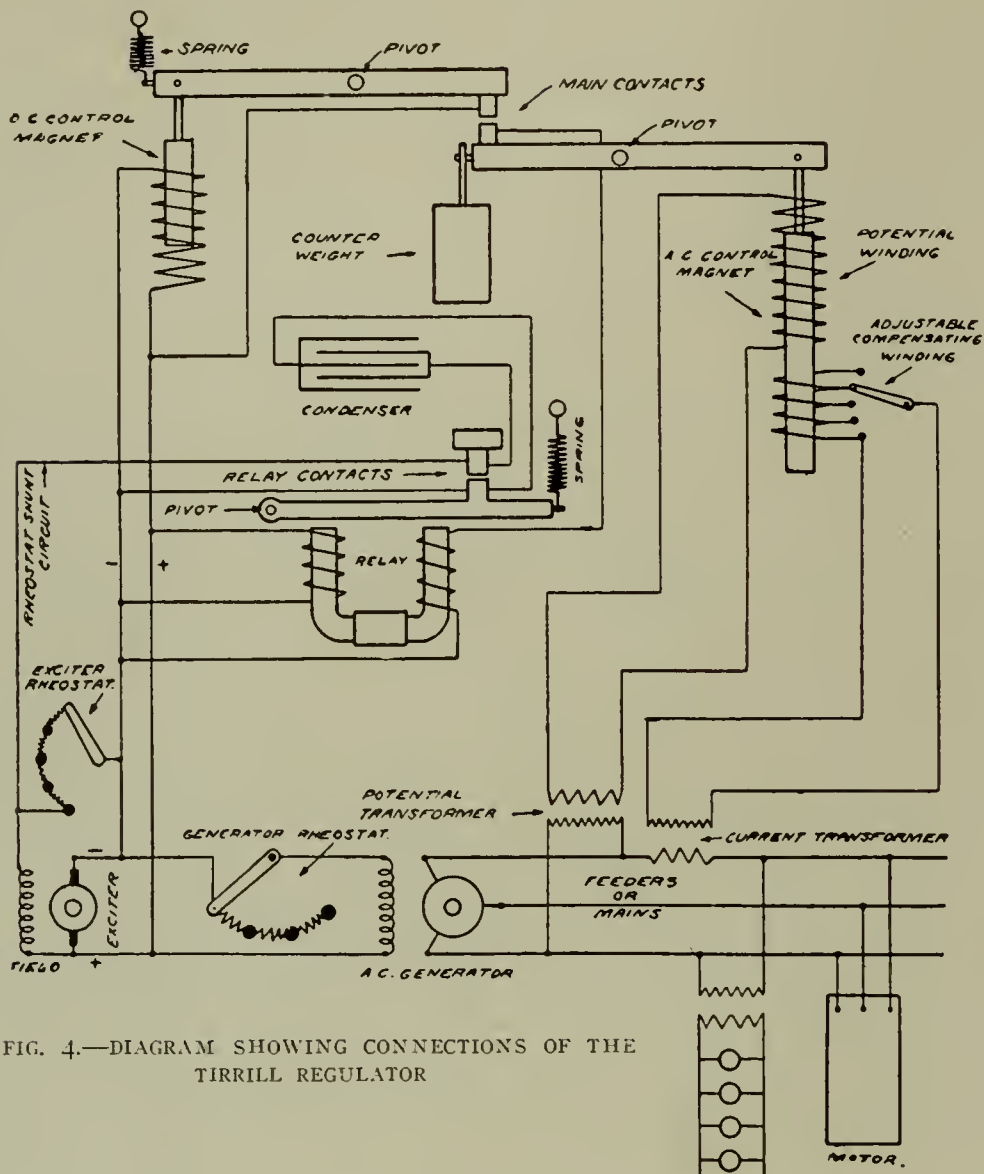 SPRING
PIVOT
MAIN CONTACTS
D C CONTROL
MAGNET
PIVOT
COUNTER
WEIGHT
A C CONTROL
MAGNET
POTENTIAL
WINDING
ADJUSTABLE
COMPENSATING
WINDING
CONDENSER
RELAY CONTACTS
SPRING
PIVOT
RHEOSTAT SHUNT
CIRCUIT
- +
RELAY
EXCITER
RHEOSTAT.
POTENTIAL
TRANSFORMER
GENERATOR RHEOSTAT.
CURRENT TRANSFORMER
-
EXCITER
+
FEEDERS
OR
MAINS
FIELD
A.C. GENERATOR
MOTOR.
FIG. 4.—DIAGRAM SHOWING CONNECTIONS OF THE
TIRRILL REGULATOR